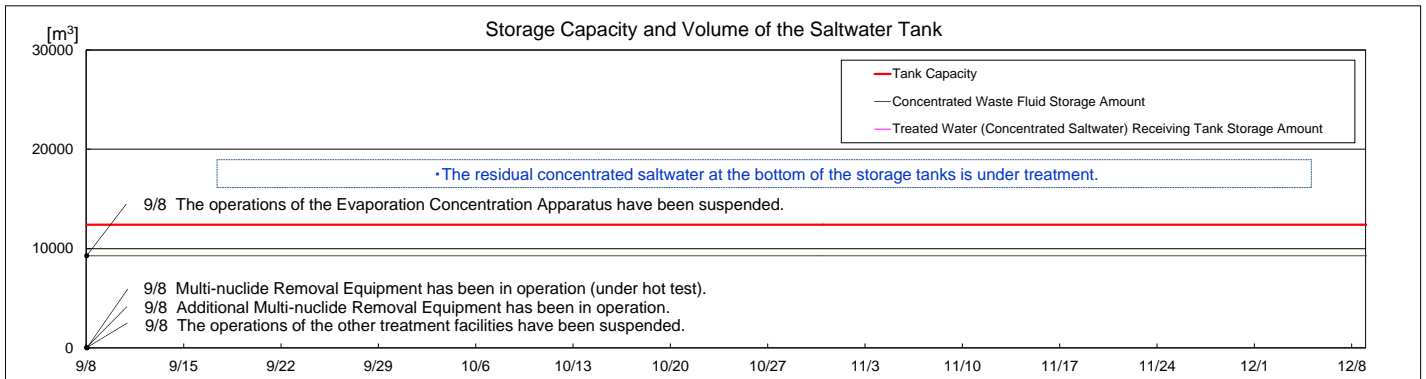 Storage Capacity and Volume of the Saltwater Tank
[m³]
30000
Tank Capacity
Concentrated Waste Fluid Storage Amount
Treated Water (Concentrated Saltwater) Receiving Tank Storage Amount
20000
・The residual concentrated saltwater at the bottom of the storage tanks is under treatment.
9/8 The operations of the Evaporation Concentration Apparatus have been suspended.
10000
9/8 Multi-nuclide Removal Equipment has been in operation (under hot test).
9/8 Additional Multi-nuclide Removal Equipment has been in operation.
9/8 The operations of the other treatment facilities have been suspended.
0
9/8 9/15 9/22 9/29 10/6 10/13 10/20 10/27 11/3 11/10 11/17 11/24 12/1 12/8